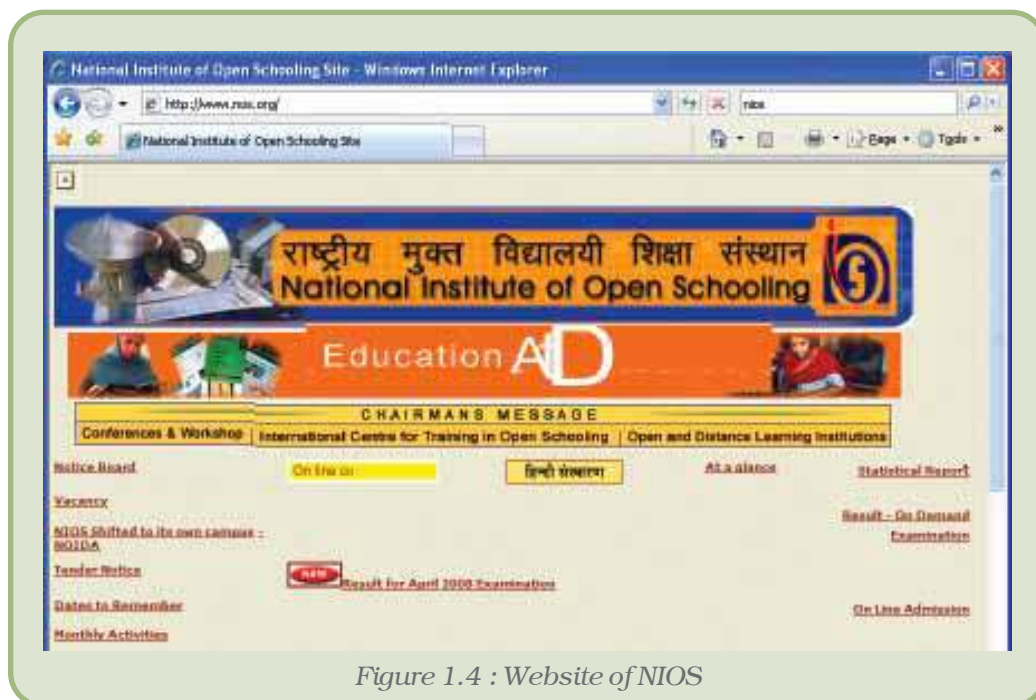 National Institute of Open Schooling Site - Windows Internet Explorer
http://www.nios.org/
nios
National Institute of Open Schooling Site
Page
Tools
राष्ट्रीय मुक्त विद्यालयी शिक्षा संस्थान
National Institute of Open Schooling
Education At D
CHAIRMANS MESSAGE
Conferences & Workshop | International Centre for Training in Open Schooling | Open and Distance Learning Institutions
Notice Board
On line co
हिन्दी संस्करण
At a glance
Statistical Report
Vacancy
Result - On Demand
Examination
NIOS Shifted to its own campus -
NOIDA
Tender Notice
NEW
Result for April 2008 Examination
Dates to Remember
On Line Admission
Monthly Activities
Figure 1.4 : Website of NIOS